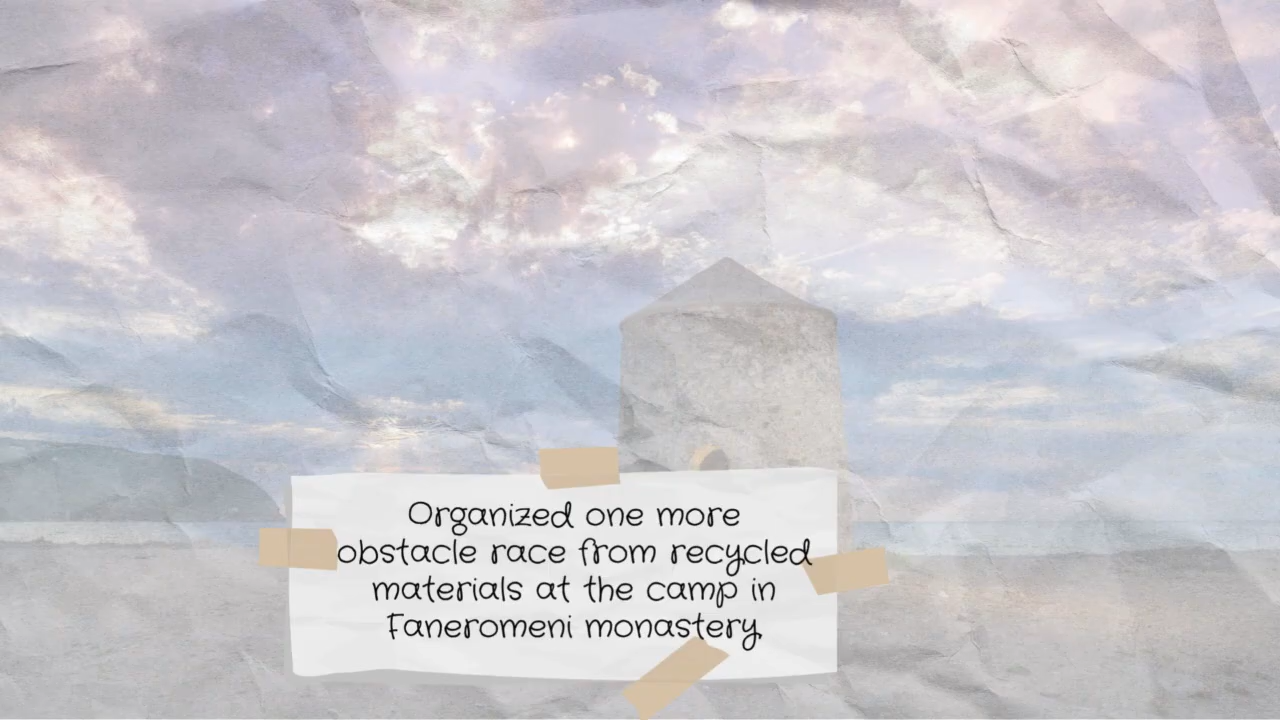 Organized one more
obstacle race from recycled
materials at the camp in
Faneromeni monastery